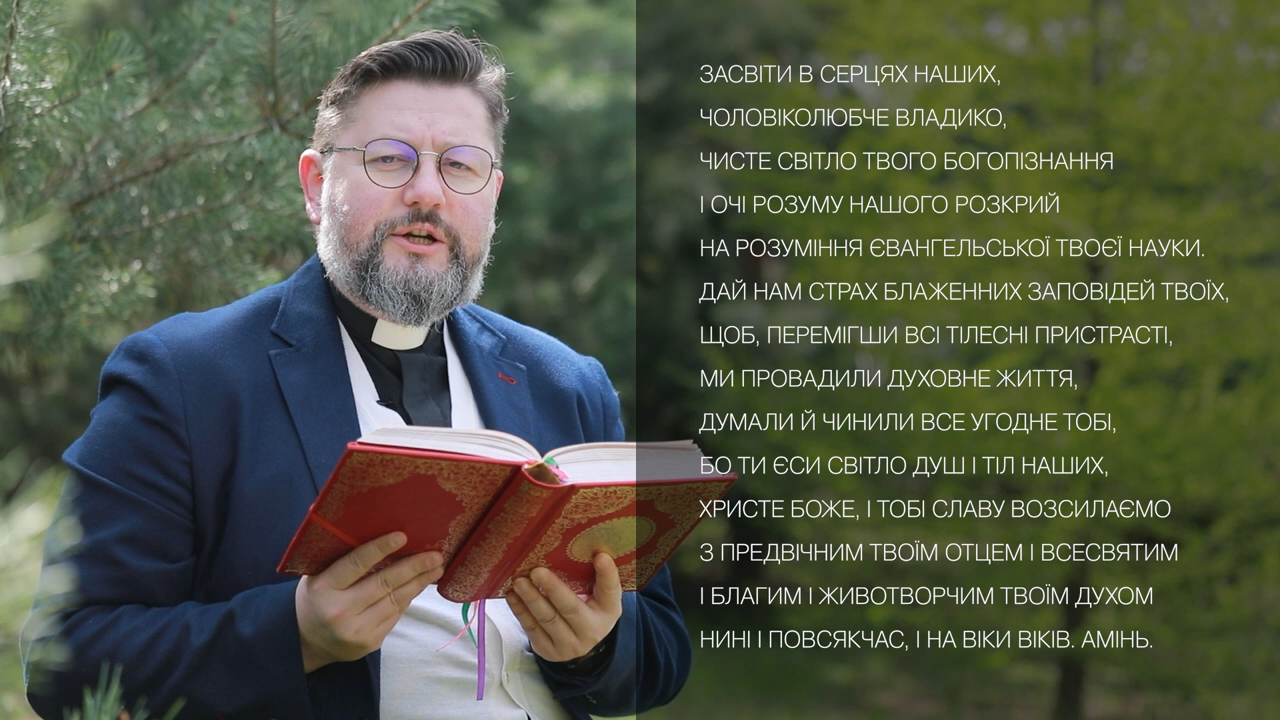 ЗАСВІТИ В СЕРЦЯХ НАШИХ,
ЧОЛОВІКОЛЮБЧЕ ВЛАДИКО,
ЧИСТЕ СВІТЛО ТВОГО БОГОПІЗНАННЯ
І ОЧІ РОЗУМУ НАШОГО РОЗКРИЙ
НА РОЗУМІННЯ ЄВАНГЕЛЬСЬКОЇ ТВОЄЇ НАУКИ.
ДАЙ НАМ СТРАХ БЛАЖЕННИХ ЗАПОВІДЕЙ ТВОЇХ,
ЩОБ, ПЕРЕМІГШИ ВСІ ТІЛЕСНІ ПРИСТРАСТІ,
МИ ПРОВАДИЛИ ДУХОВНЕ ЖИТТЯ,
ДУМАЛИ Й ЧИНИЛИ ВСЕ УГОДНЕ ТОБІ,
БО ТИ ЄСИ СВІТЛО ДУШ І ТІЛ НАШИХ,
ХРИСТЕ БОЖЕ, І ТОБІ СЛАВУ ВОЗСИЛАЄМО
З ПРЕДВІЧНИМ ТВОЇМ ОТЦЕМ І ВСЕСВЯТИМ
І БЛАГИМ І ЖИВОТВОРЧИМ ТВОЇМ ДУХОМ
НИНІ І ПОВСЯКЧАС, І НА ВІКИ ВІКІВ. АМІНЬ.